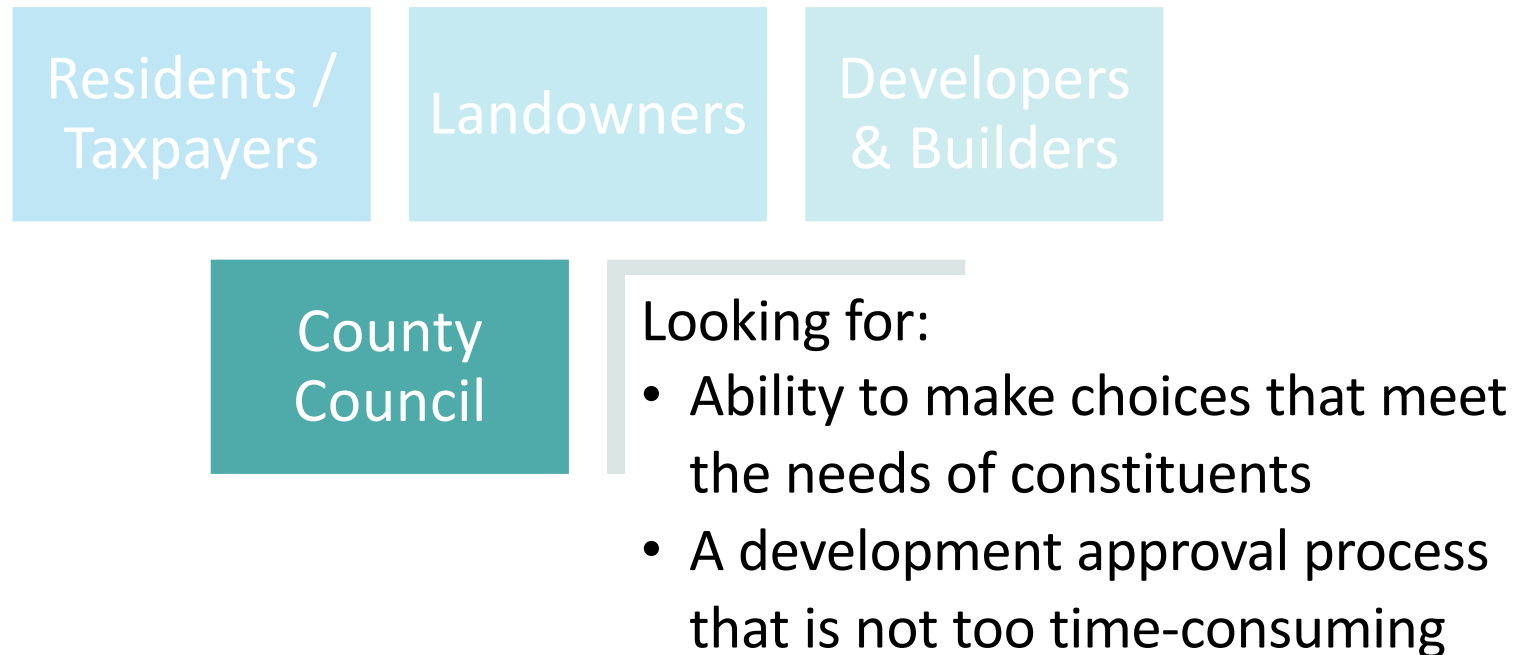 Residents /
Taxpayers
Landowners
Developers
& Builders
County
Council
Looking for:
• Ability to make choices that meet
the needs of constituents
• A development approval process
that is not too time-consuming